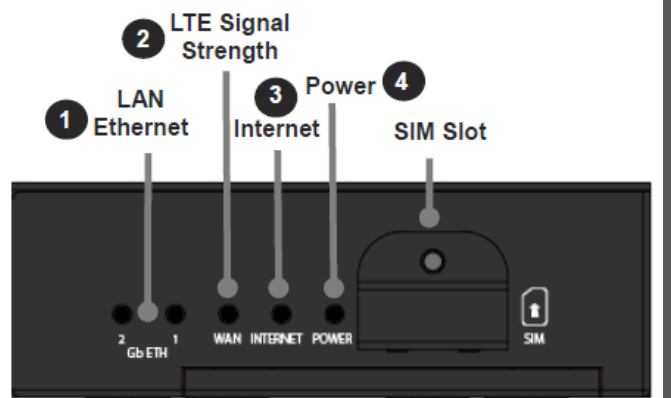 2 LTE Signal
Strength
3 Power 4
LAN
1 Ethernet
Internet
SIM Slot
2 1 WAN INTERNET POWER
Gb ETH
SIM